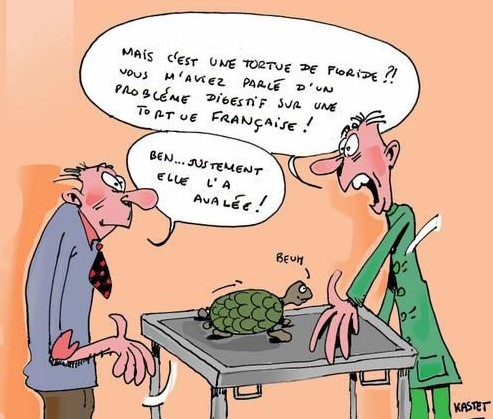 MAIS C'EST UNE TORTUE DE FLORIDE ?!
VOUS M'AVIEZ PARLÉ D'UN
PROBLÉME DIGESTIF SUR UNE
TORTUE FRANÇAISE !
BEN... JUSTEMENT
ELLE L'A
AVALÉE !
BEUH
KASTET